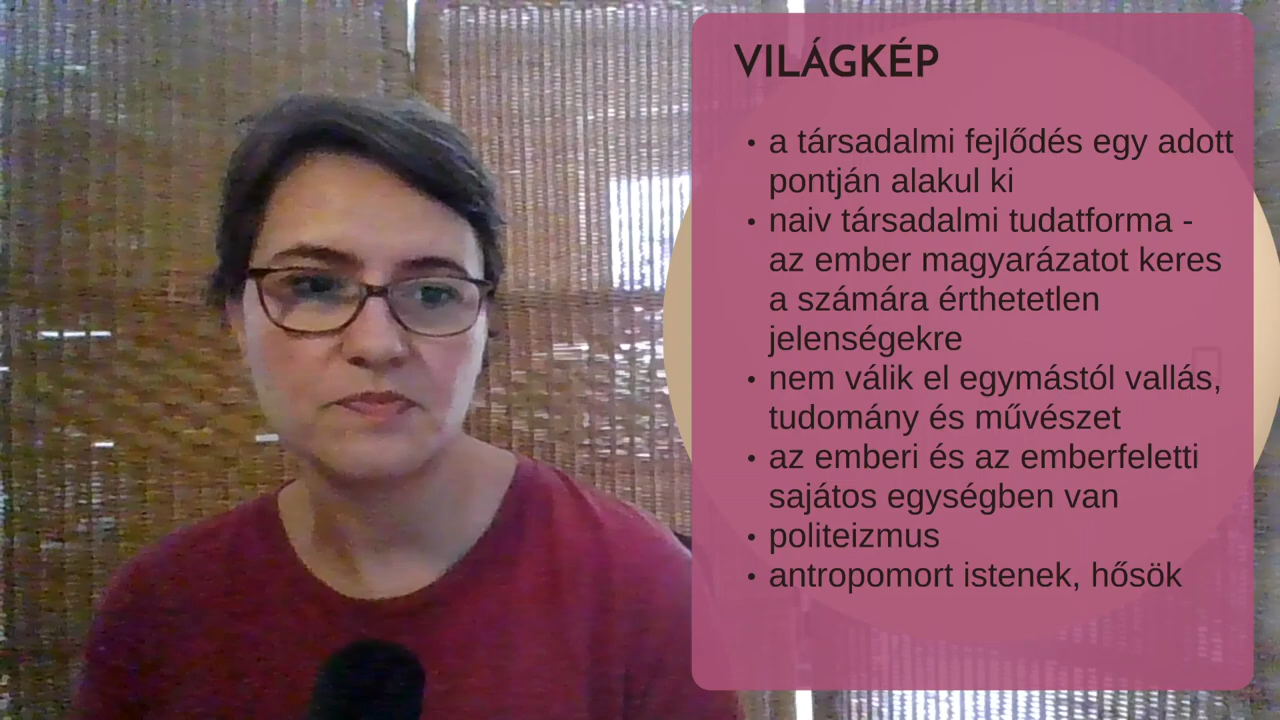 VILÁGKÉP
• a társadalmi fejlődés egy adott
pontján alakul ki
• naiv társadalmi tudatforma -
az ember magyarázatot keres
a számára érthetetlen
jelenségekre
• nem válik el egymástól vallás,
tudomány és művészet
• az emberi és az emberfeletti
sajátos egységben van
• politeizmus
• antropomort istenek, hősök